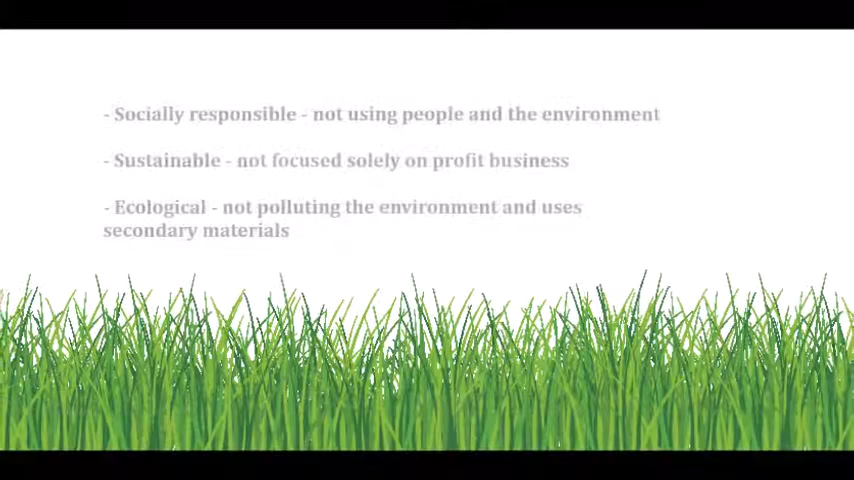 - Socially responsible - not using people and the environment
- Sustainable - not focused solely on profit business
- Ecological - not polluting the environment and uses
secondary materials